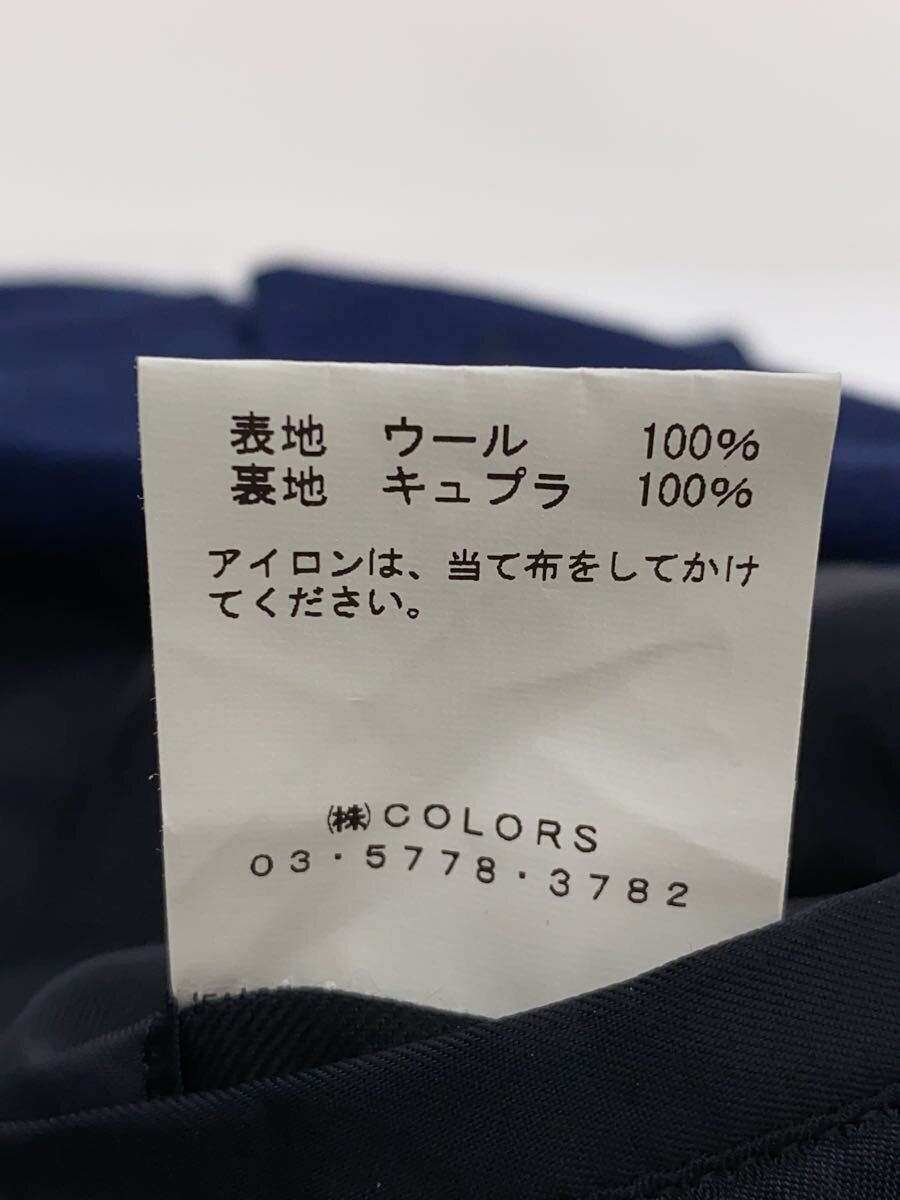 表地 ウール 100%
裏地 キュプラ 100%
アイロンは、当て布をしてかけ
てください。
㈱COLORS
03・5778・3782